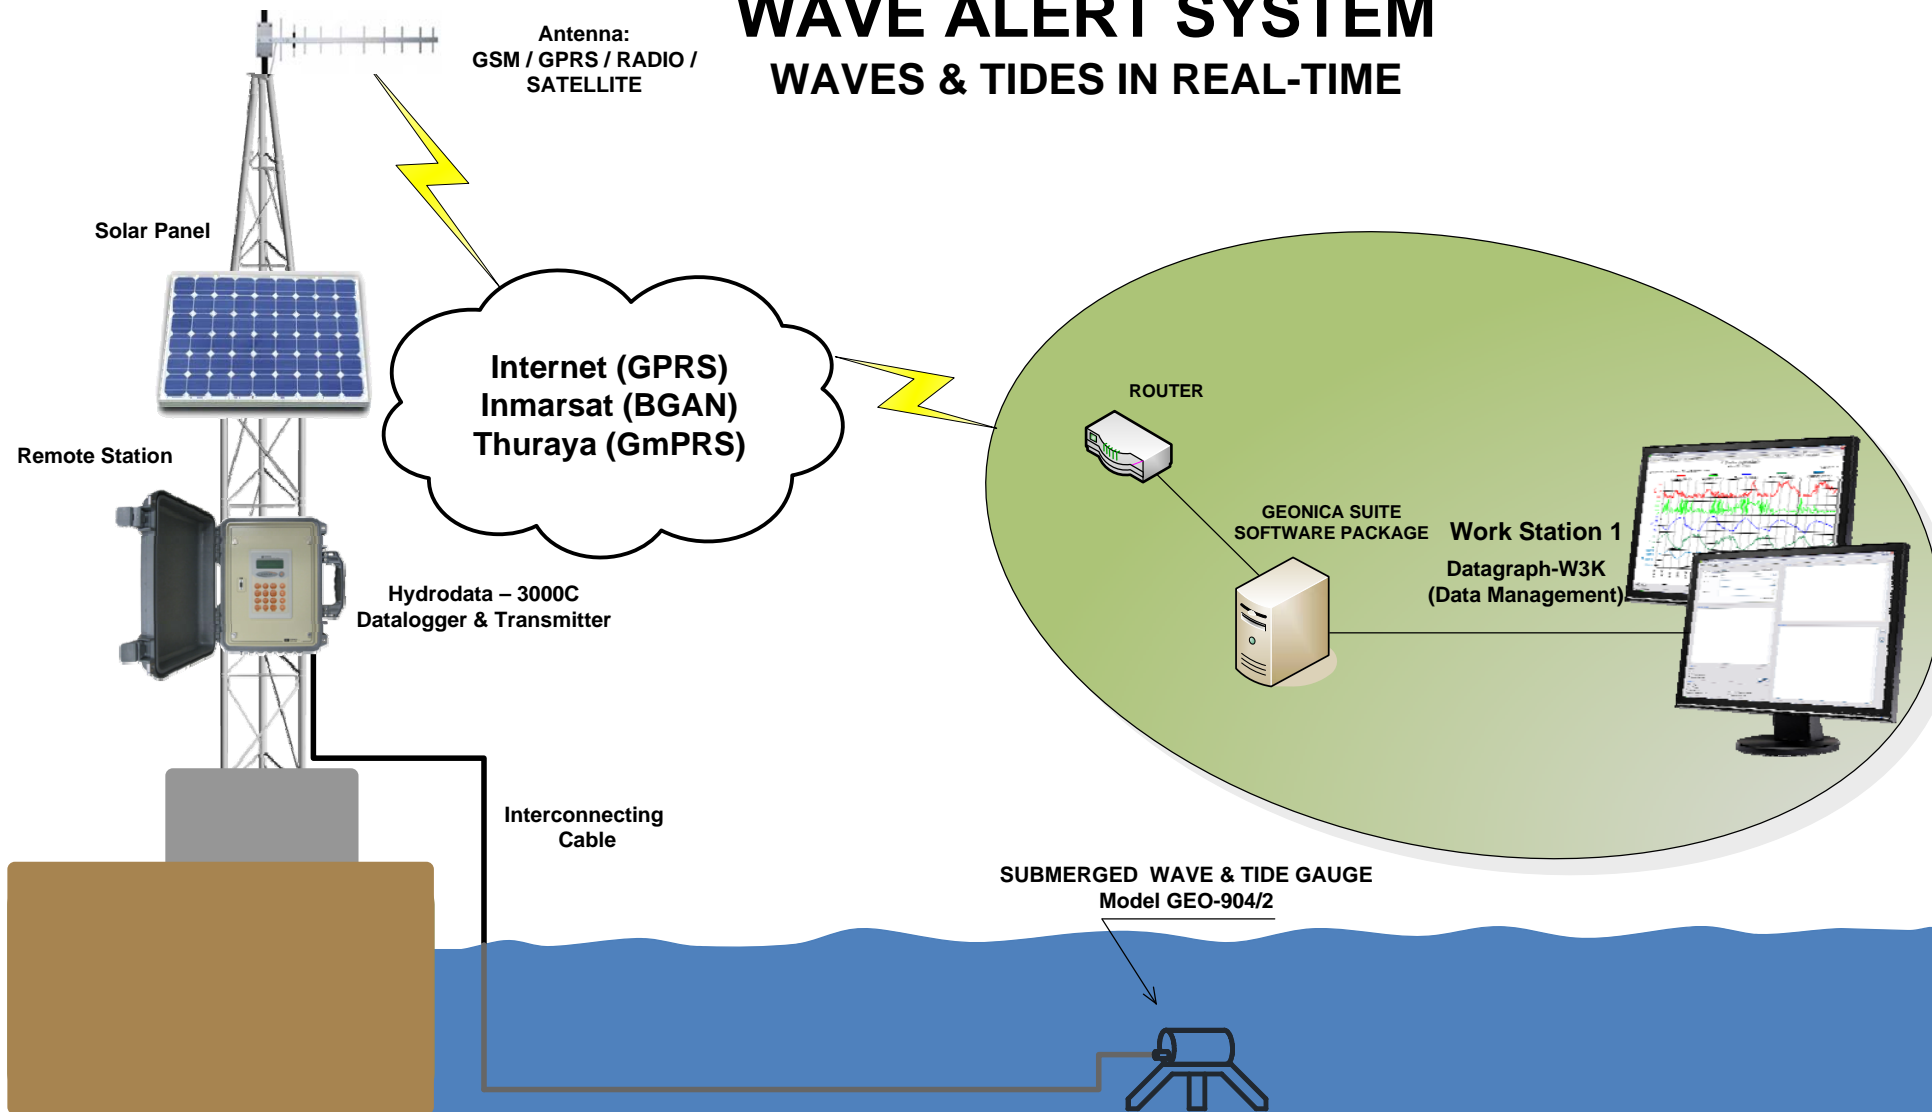 WAVE ALERT SYSTEM
WAVES & TIDES IN REAL-TIME
Antenna:
GSM / GPRS / RADIO /
SATELLITE
Solar Panel
Internet (GPRS)
Inmarsat (BGAN)
Thuraya (GmPRS)
ROUTER
Remote Station
GEONICA SUITE
SOFTWARE PACKAGE
Work Station 1
Datagraph-W3K
(Data Management)
Hydrodata – 3000C
Datalogger & Transmitter
Interconnecting
Cable
SUBMERGED WAVE & TIDE GAUGE
Model GEO-904/2